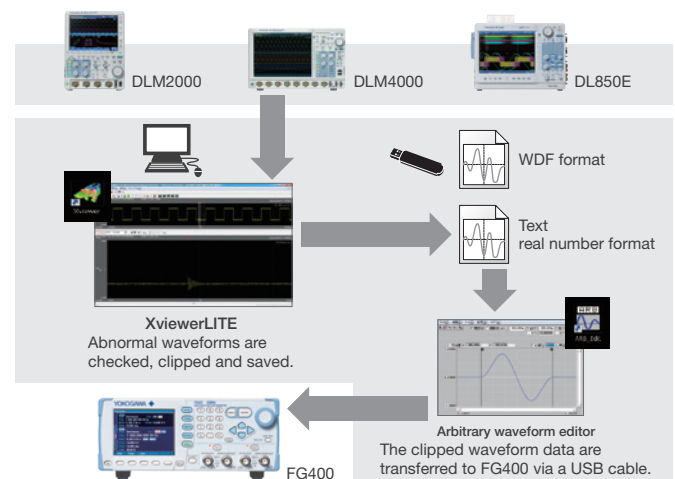 DLM2000
DLM4000
DL850E
WDF format
Xviewer
Text
real number format
XviewerLITE
Abnormal waveforms are
checked, clipped and saved.
YOKOGAWA
FG400
Arbitrary waveform editor
The clipped waveform data are
transferred to FG400 via a USB cable.